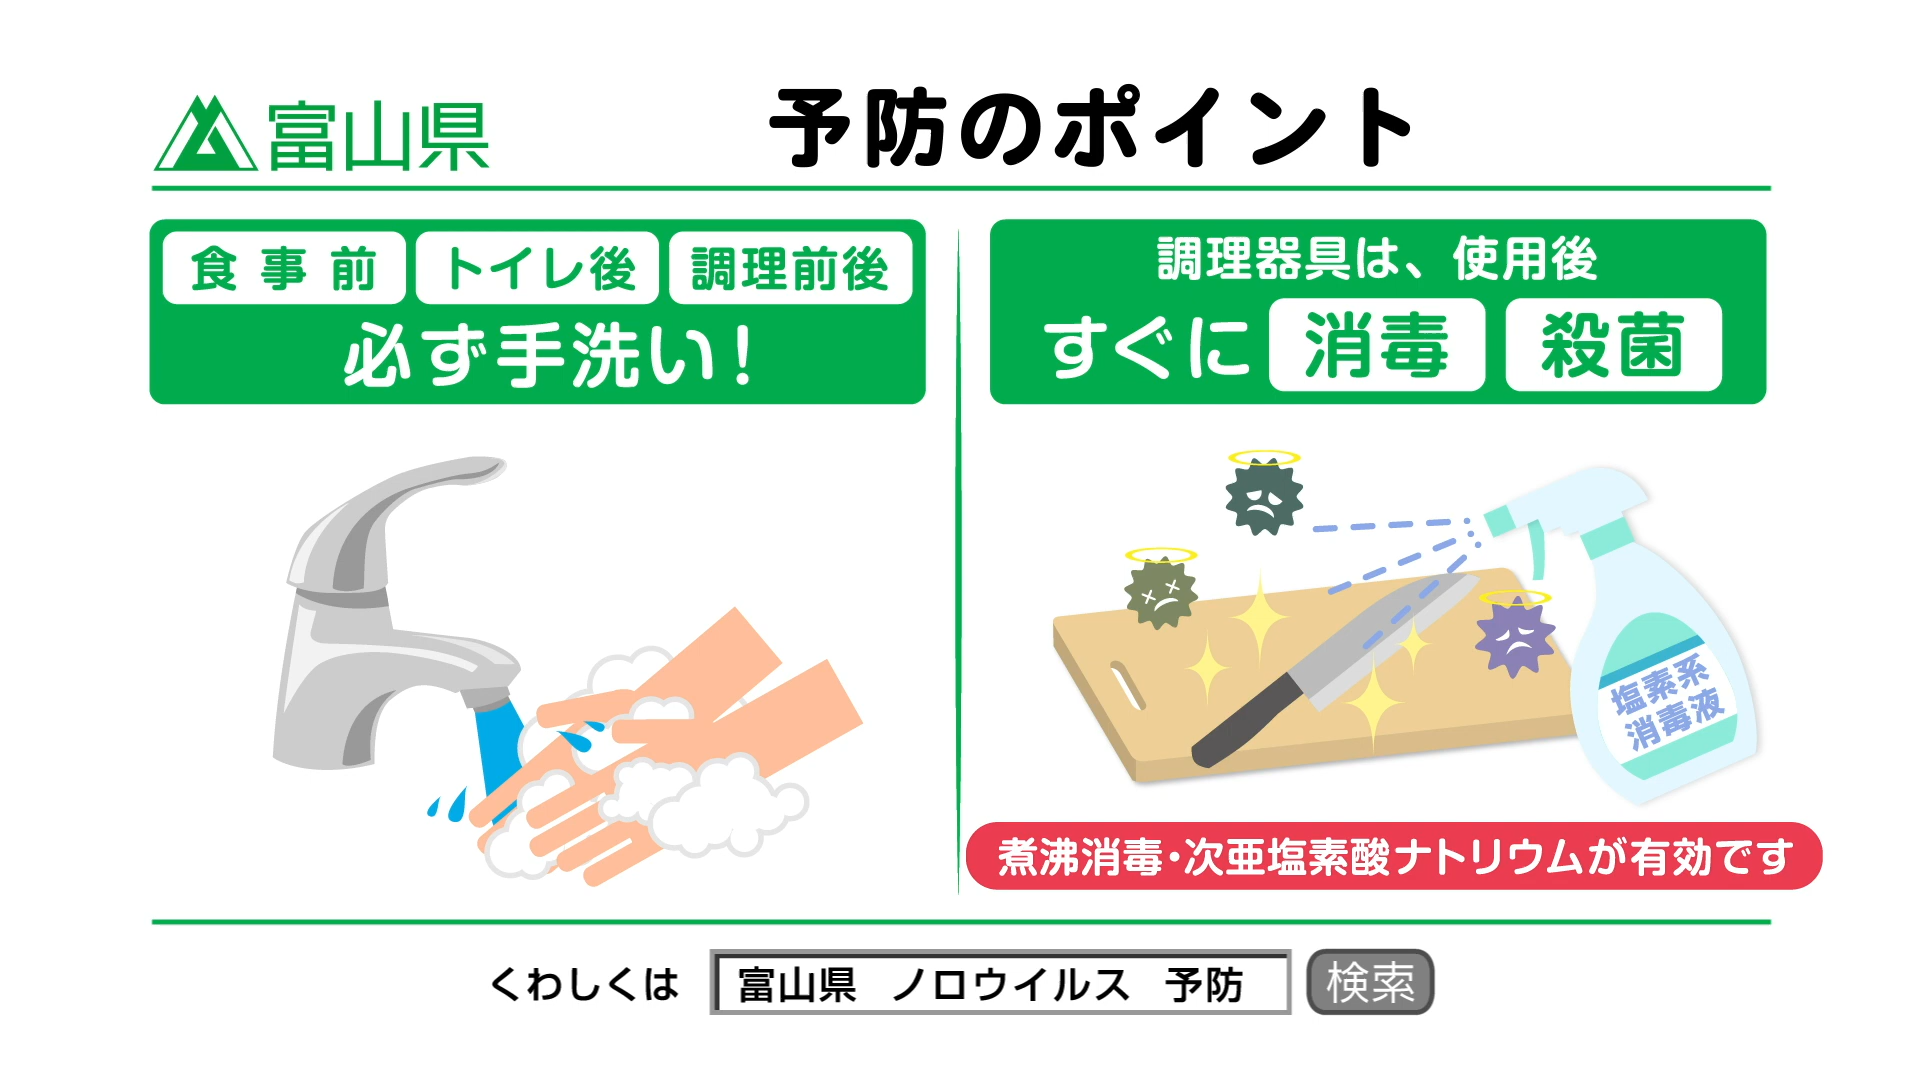 富山県
予防のポイント
食事前 トイレ後 調理前後
必ず手洗い!
調理器具は、使用後
すぐに 消毒 殺菌
塩素系
消毒液
煮沸消毒・次亜塩素酸ナトリウムが有効です
くわしくは 富山県 ノロウイルス 予防 検索